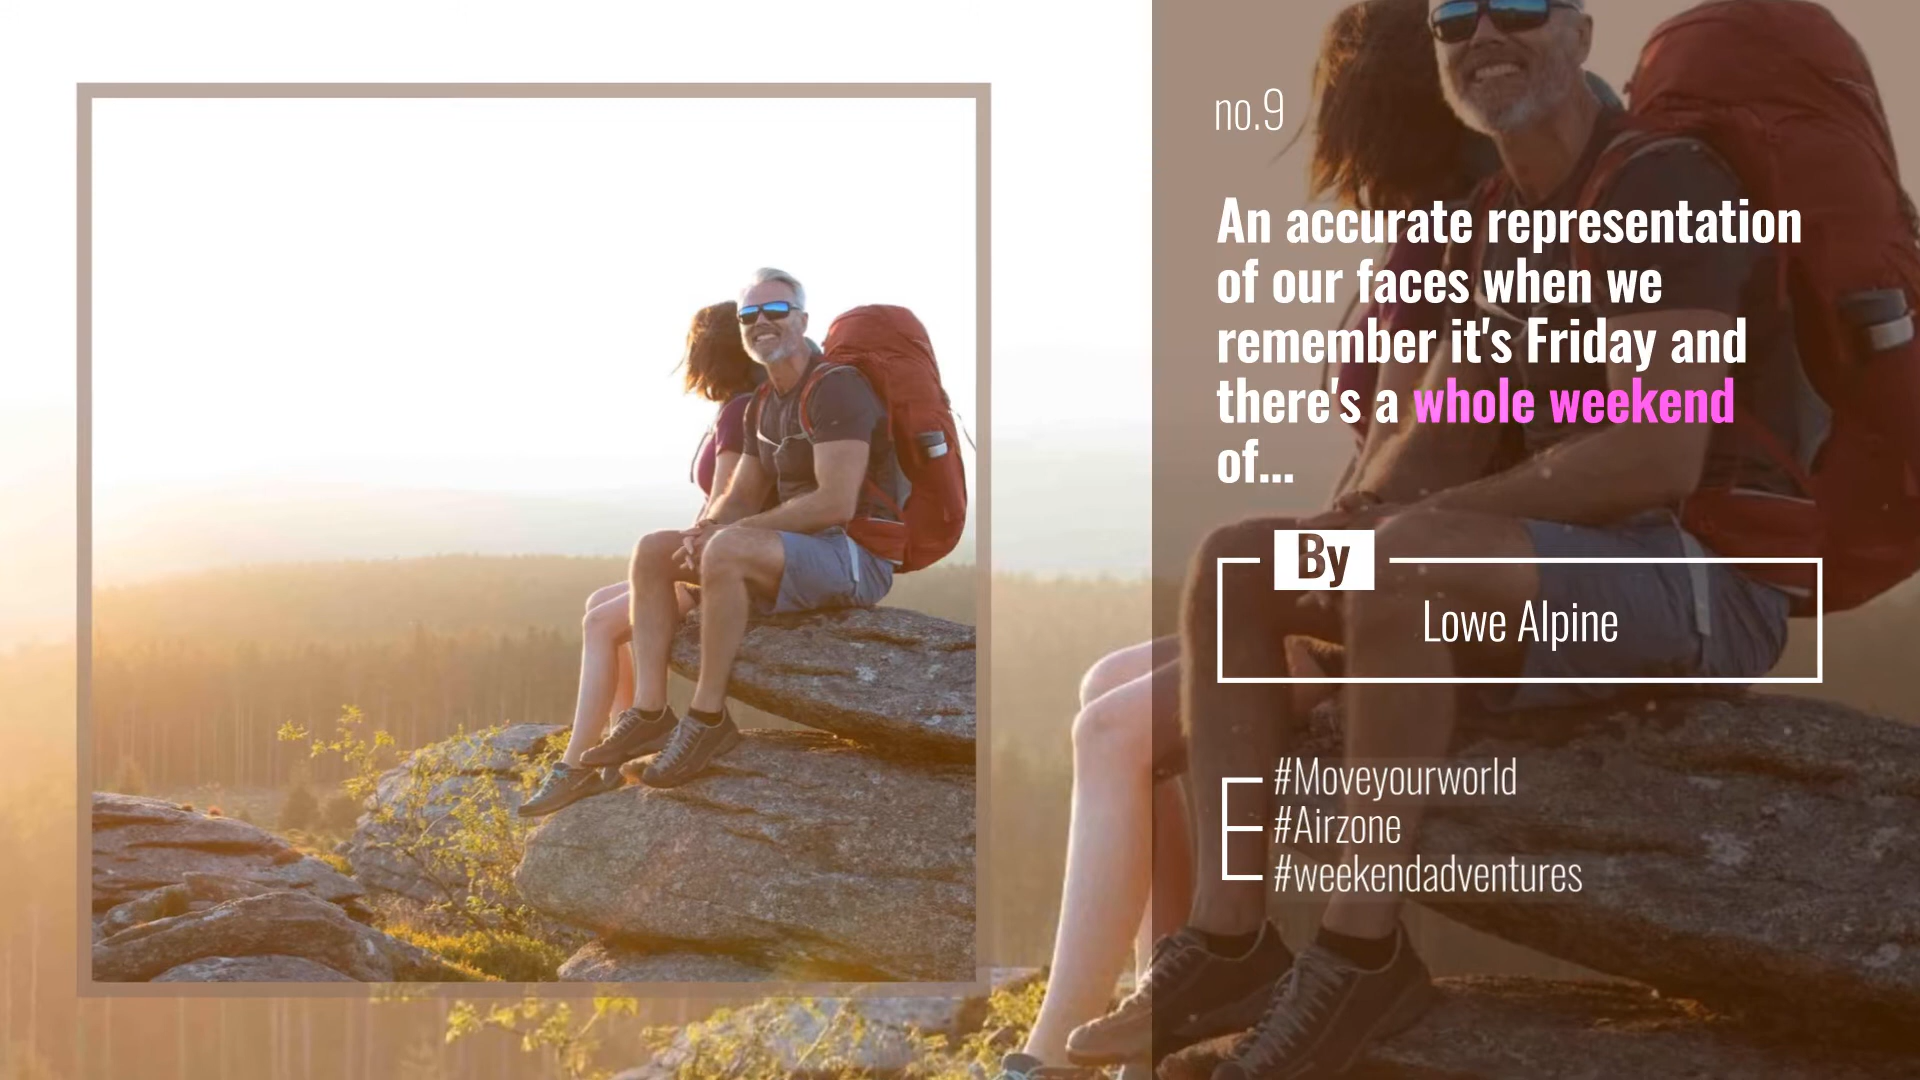 no.9
An accurate representation
of our faces when we
remember it's Friday and
there's a whole weekend
of...
By
Lowe Alpine
#Moveyourworld
#Airzone
#weekendadventures